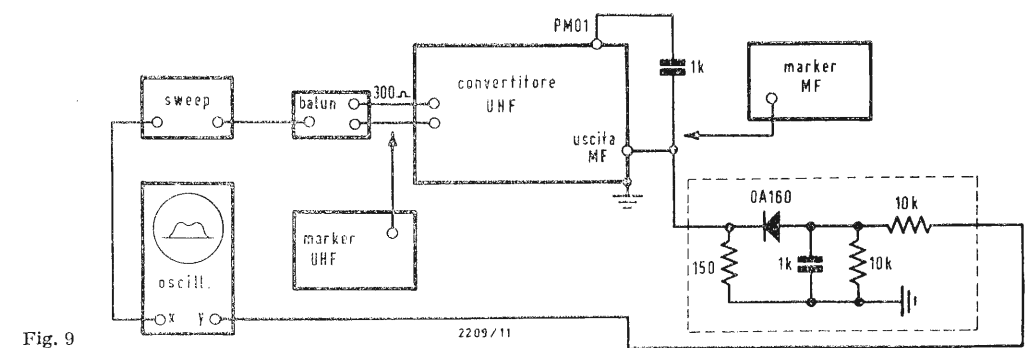 PM01
1k
marker
MF
sweep
balun
300 Ω
convertitore
UHF
uscita
MF
marker
UHF
oscill.
x y
0A160
10k
150
1k
10k
2209/11
Fig. 9